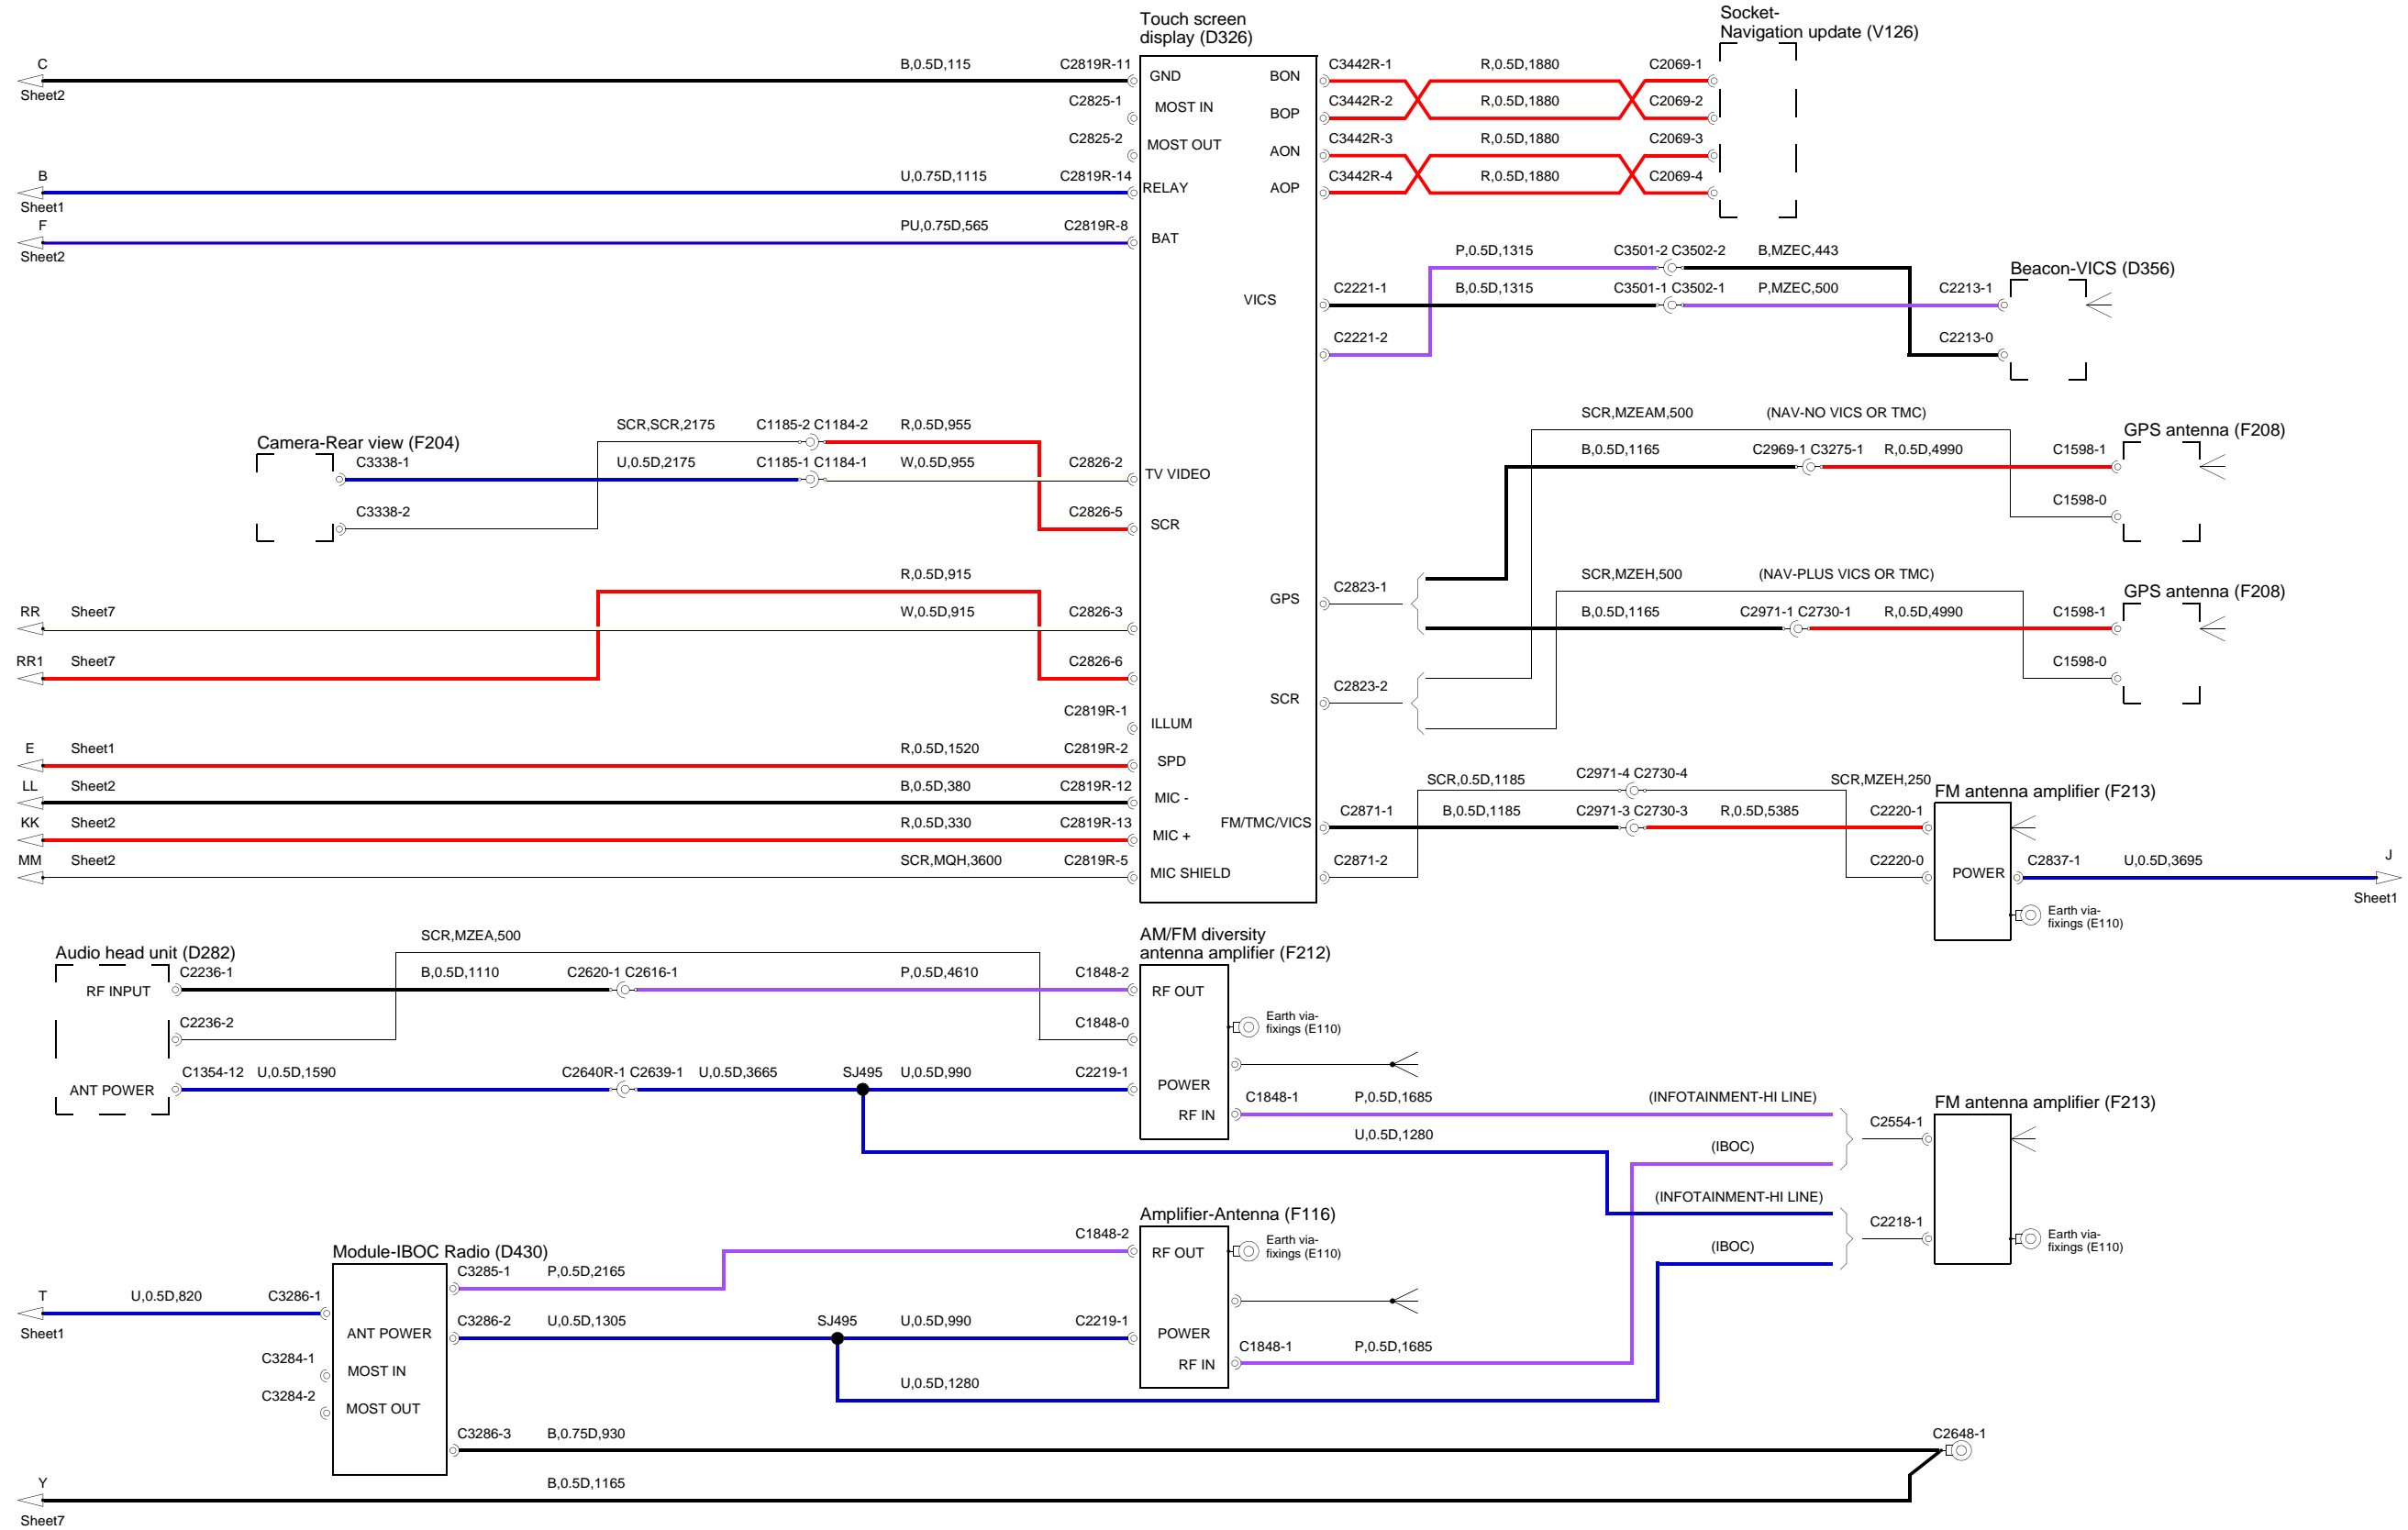 Touch screen
display (D326)
Socket-
Navigation update (V126)
C
Sheet2
B,0.5D,115
C2819R-11
GND
BON
C3442R-1
R,0.5D,1880
C2069-1
C2825-1
MOST IN
BOP
C3442R-2
R,0.5D,1880
C2069-2
C2825-2
MOST OUT
AON
C3442R-3
R,0.5D,1880
C2069-3
B
Sheet1
U,0.75D,1115
C2819R-14
RELAY
AOP
C3442R-4
R,0.5D,1880
C2069-4
F
Sheet2
PU,0.75D,565
C2819R-8
BAT
P,0.5D,1315
C3501-2 C3502-2
B,MZEC,443
Beacon-VICS (D356)
VICS
C2221-1
B,0.5D,1315
C3501-1 C3502-1
P,MZEC,500
C2213-1
C2221-2
C2213-0
SCR,MZEAM,500
(NAV-NO VICS OR TMC)
Camera-Rear view (F204)
SCR,SCR,2175
C1185-2 C1184-2
R,0.5D,955
GPS antenna (F208)
C3338-1
U,0.5D,2175
C1185-1 C1184-1
W,0.5D,955
C2826-2
TV VIDEO
B,0.5D,1165
C2969-1 C3275-1
R,0.5D,4990
C1598-1
C3338-2
C2826-5
SCR
C1598-0
R,0.5D,915
SCR,MZEH,500
(NAV-PLUS VICS OR TMC)
GPS
C2823-1
GPS antenna (F208)
RR
Sheet7
W,0.5D,915
C2826-3
B,0.5D,1165
C2971-1 C2730-1
R,0.5D,4990
C1598-1
RR1
Sheet7
C2826-6
C1598-0
SCR
C2823-2
C2819R-1
ILLUM
E
Sheet1
R,0.5D,1520
C2819R-2
SPD
LL
Sheet2
B,0.5D,380
C2819R-12
MIC -
SCR,0.5D,1185
C2971-4 C2730-4
SCR,MZEH,250
FM antenna amplifier (F213)
KK
Sheet2
R,0.5D,330
C2819R-13
MIC +
FM/TMC/VICS
C2871-1
B,0.5D,1185
C2971-3 C2730-3
R,0.5D,5385
C2220-1
MM
Sheet2
SCR,MQH,3600
C2819R-5
MIC SHIELD
C2871-2
C2220-0
POWER
C2837-1
U,0.5D,3695
J
Sheet1
Earth via-
fixings (E110)
Audio head unit (D282)
SCR,MZEA,500
AM/FM diversity
antenna amplifier (F212)
RF INPUT
C2236-1
B,0.5D,1110
C2620-1 C2616-1
P,0.5D,4610
C1848-2
RF OUT
C2236-2
C1848-0
Earth via-
fixings (E110)
ANT POWER
C1354-12
U,0.5D,1590
C2640R-1 C2639-1
U,0.5D,3665
SJ495
U,0.5D,990
C2219-1
POWER
RF IN
C1848-1
P,0.5D,1685
(INFOTAINMENT-HI LINE)
FM antenna amplifier (F213)
C2554-1
U,0.5D,1280
(IBOC)
(INFOTAINMENT-HI LINE)
C2218-1
Earth via-
fixings (E110)
(IBOC)
Amplifier-Antenna (F116)
C1848-2
RF OUT
Earth via-
fixings (E110)
Module-IBOC Radio (D430)
C3285-1
P,0.5D,2165
T
Sheet1
U,0.5D,820
C3286-1
ANT POWER
C3286-2
U,0.5D,1305
SJ495
U,0.5D,990
C2219-1
POWER
C3284-1
MOST IN
RF IN
C1848-1
P,0.5D,1685
C3284-2
MOST OUT
U,0.5D,1280
C3286-3
B,0.75D,930
C2648-1
Y
Sheet7
B,0.5D,1165